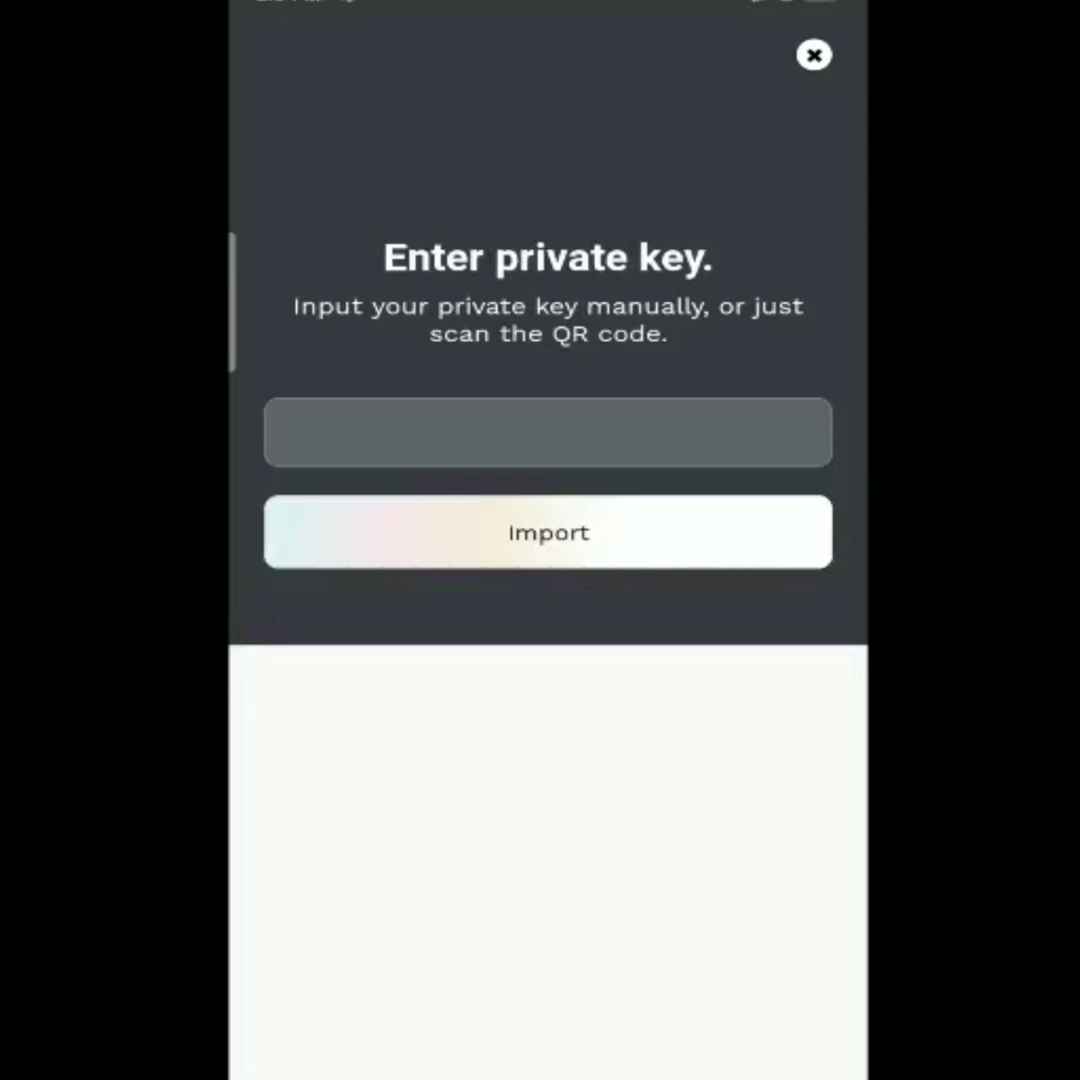 Enter private key.
Input your private key manually, or just
scan the QR code.
Import